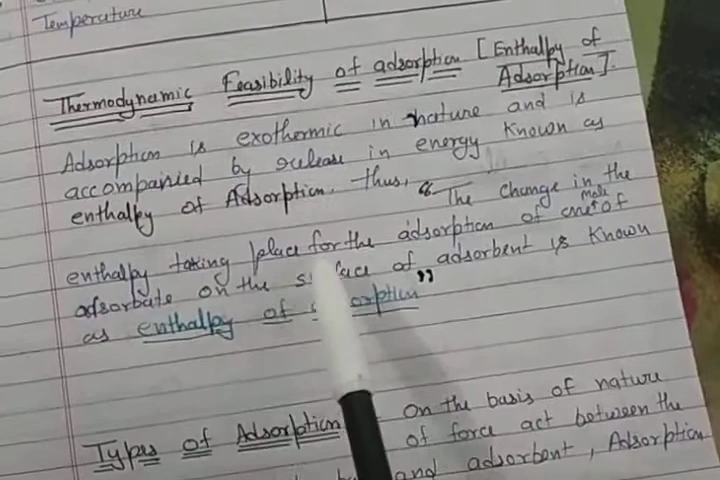 Temperature
Thermodynamic Feasibility of adsorption [Enthalpy of
Adsorption].
Adsorption is exothermic in nature and is
accompanied by release in energy known as
enthalpy of Adsorption. Thus, "The change in the
enthalpy taking place for the adsorption of one mole of
adsorbate on the of adsorbent is known
as enthalpy of "
Types of Adsorption On the basis of nature
of force act between the
and adsorbent, Adsorption